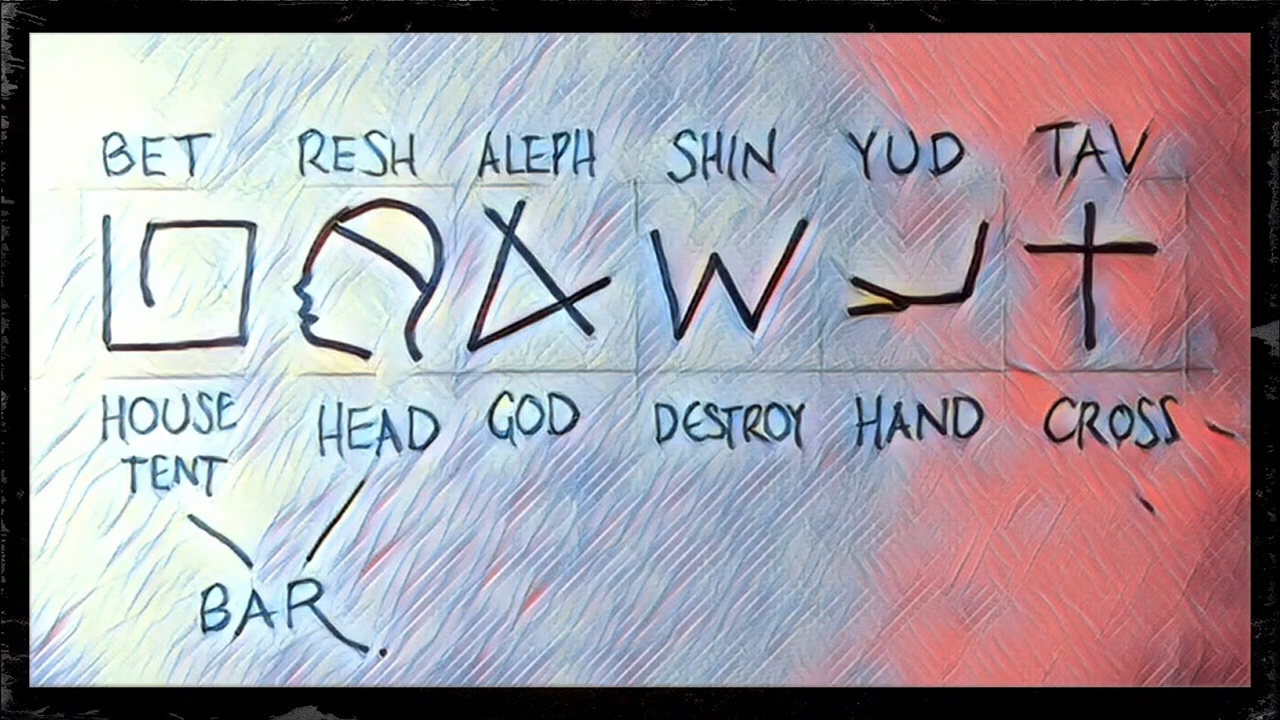 BET RESH ALEPH SHIN YUD TAV
HOUSE HEAD GOD DESTROY HAND CROSS
TENT
BAR.